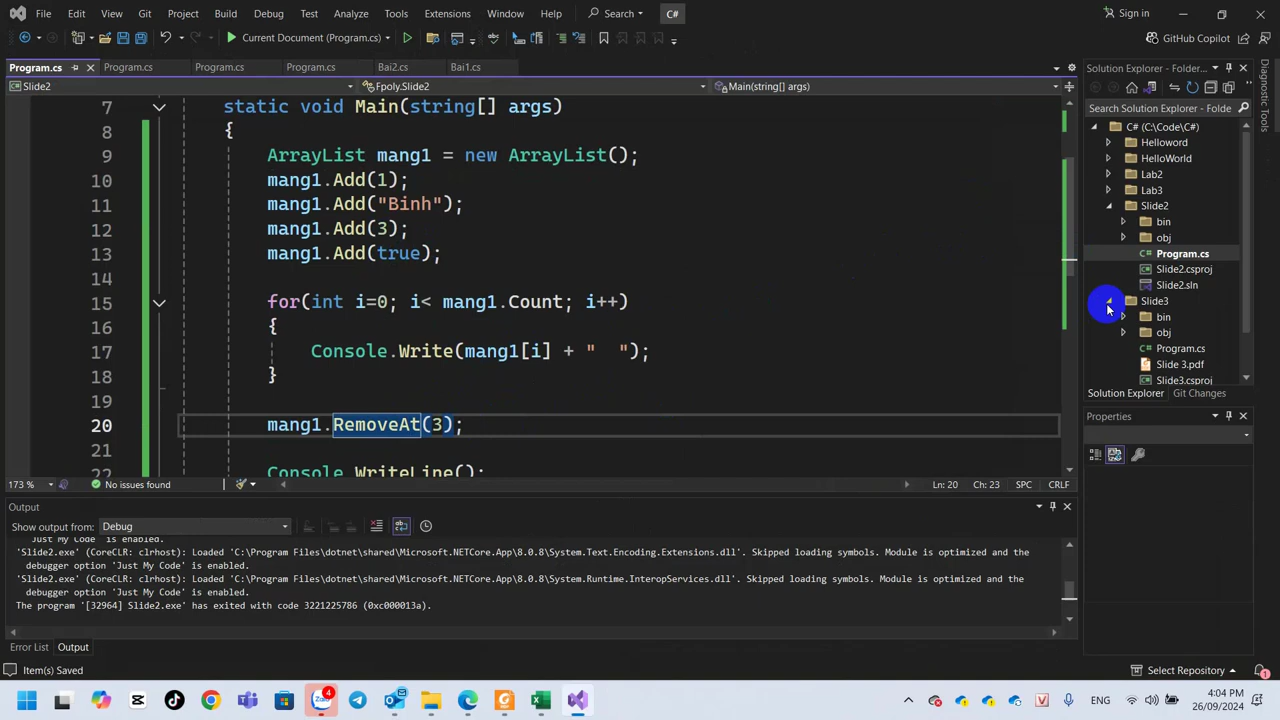 File Edit View Git Project Build Debug Test Analyze Tools Extensions Window Help Search C# Sign in
Current Document (Program.cs) GitHub Copilot
Program.cs Program.cs Program.cs Program.cs Bai2.cs Bai1.cs
Slide2 Fpoly.Slide2 Main(string[] args)
7 static void Main(string[] args)
8 {
9 ArrayList mang1 = new ArrayList();
10 mang1.Add(1);
11 mang1.Add("Binh");
12 mang1.Add(3);
13 mang1.Add(true);
14
15 for(int i=0; i< mang1.Count; i++)
16 {
17 Console.Write(mang1[i] + "  ");
18 }
19
20 mang1.RemoveAt(3);
21
22 Console.WriteLine();
173 % No issues found Ln: 20 Ch: 23 SPC CRLF
Output
Show output from: Debug
Just My Code' is enabled.
'Slide2.exe' (CoreCLR: clrhost): Loaded 'C:\Program Files\dotnet\shared\Microsoft.NETCore.App\8.0.8\System.Text.Encoding.Extensions.dll'. Skipped loading symbols. Module is optimized and the
debugger option 'Just My Code' is enabled.
'Slide2.exe' (CoreCLR: clrhost): Loaded 'C:\Program Files\dotnet\shared\Microsoft.NETCore.App\8.0.8\System.Runtime.InteropServices.dll'. Skipped loading symbols. Module is optimized and the
debugger option 'Just My Code' is enabled.
The program '[32964] Slide2.exe' has exited with code 3221225786 (0xc000013a).
Error List Output
Item(s) Saved
Solution Explorer - Folder...
Search Solution Explorer - Folde
C# (C:\Code\C#)
Helloword
HelloWorld
Lab2
Lab3
Slide2
bin
obj
Program.cs
Slide2.csproj
Slide2.sln
Slide3
bin
obj
Program.cs
Slide 3.pdf
Slide3.csproj
Solution Explorer Git Changes
Properties
Diagnostic Tools
Select Repository
1
4
ENG
4:04 PM
26/09/2024